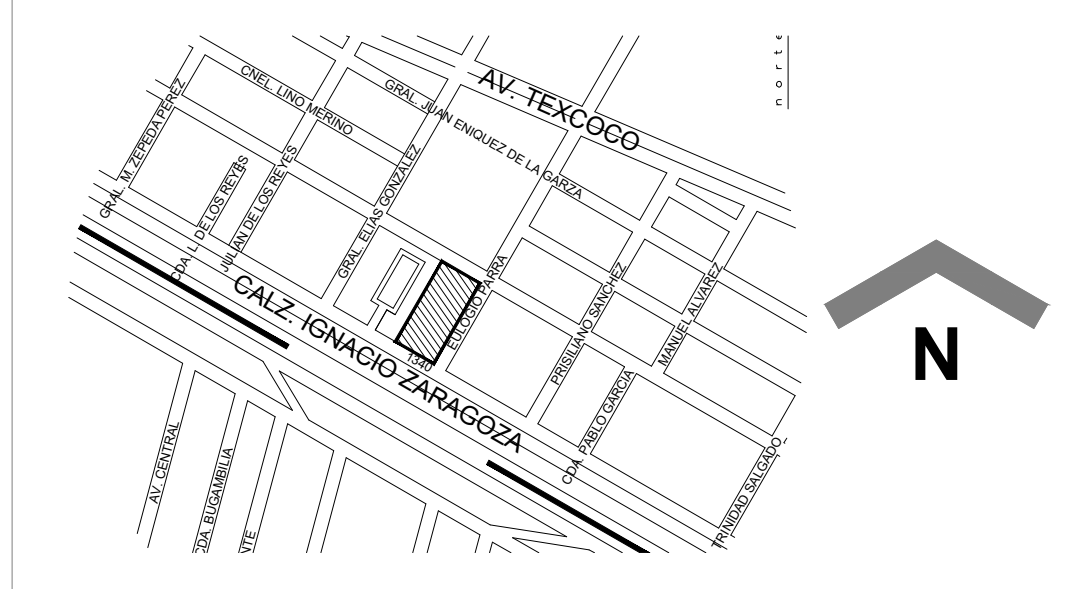 norte
AV. TEXCOCO
CNEL. LINO MERINO
GRAL. JUAN ENIQUEZ DE LA GARZA
GRAL. M. ZEPEDA PEREZ
CDA. L. DE LOS REYES
JULIAN DE LOS REYES
GRAL. ELIAS GONZALEZ
EULOGIO PARRA
PRISILIANO SANCHEZ
MANUEL ALVAREZ
CALZ. IGNACIO ZARAGOZA
1340
N
CDA. PABLO GARCIA
TRINIDAD SALGADO
AV. CENTRAL
CDA. BUGAMBILIA
NTE